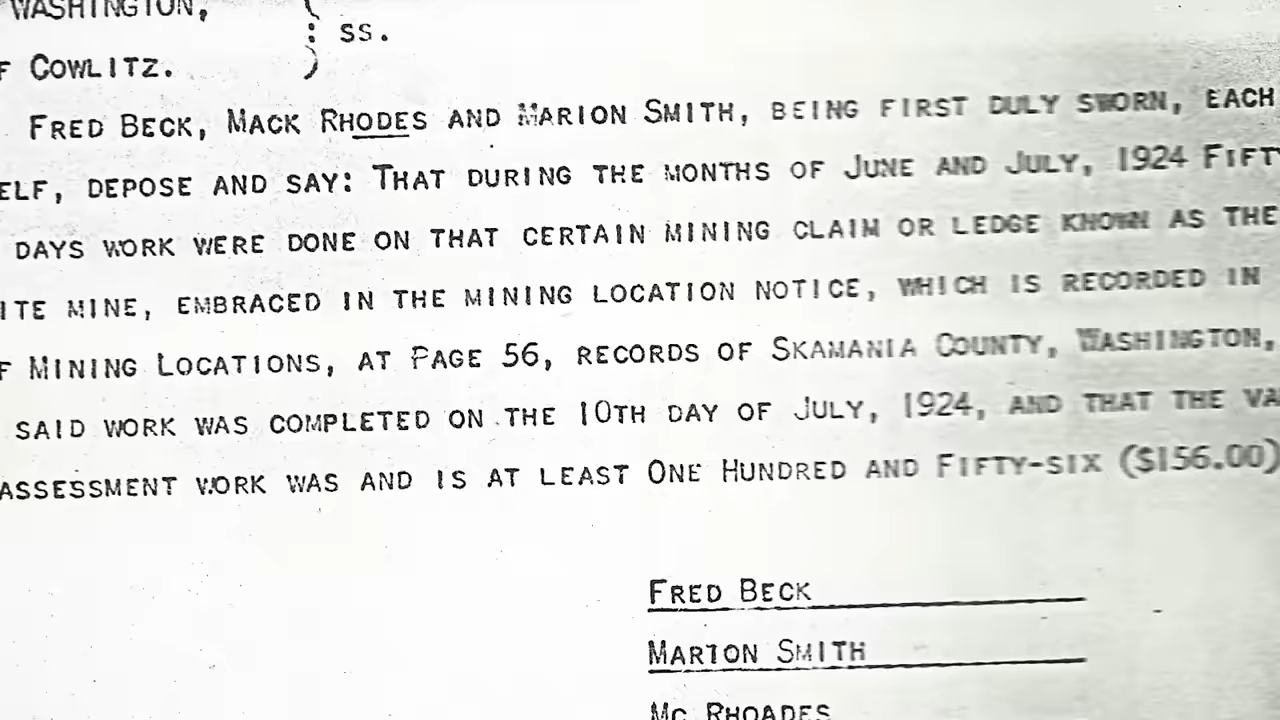 WASHINGTON,
: SS.
F COWLITZ. )
FRED BECK, MACK RHODES AND MARION SMITH, BEING FIRST DULY SWORN, EACH
ELF, DEPOSE AND SAY: THAT DURING THE MONTHS OF JUNE AND JULY, 1924 FIFT
DAYS WORK WERE DONE ON THAT CERTAIN MINING CLAIM OR LEDGE KNOWN AS THE
ITE MINE, EMBRACED IN THE MINING LOCATION NOTICE, WHICH IS RECORDED IN
F MINING LOCATIONS, AT PAGE 56, RECORDS OF SKAMANIA COUNTY, WASHINGTON,
SAID WORK WAS COMPLETED ON THE 10TH DAY OF JULY, 1924, AND THAT THE VA
ASSESSMENT WORK WAS AND IS AT LEAST ONE HUNDRED AND FIFTY-SIX ($156.00)
FRED BECK
MARION SMITH
MC RHOADES